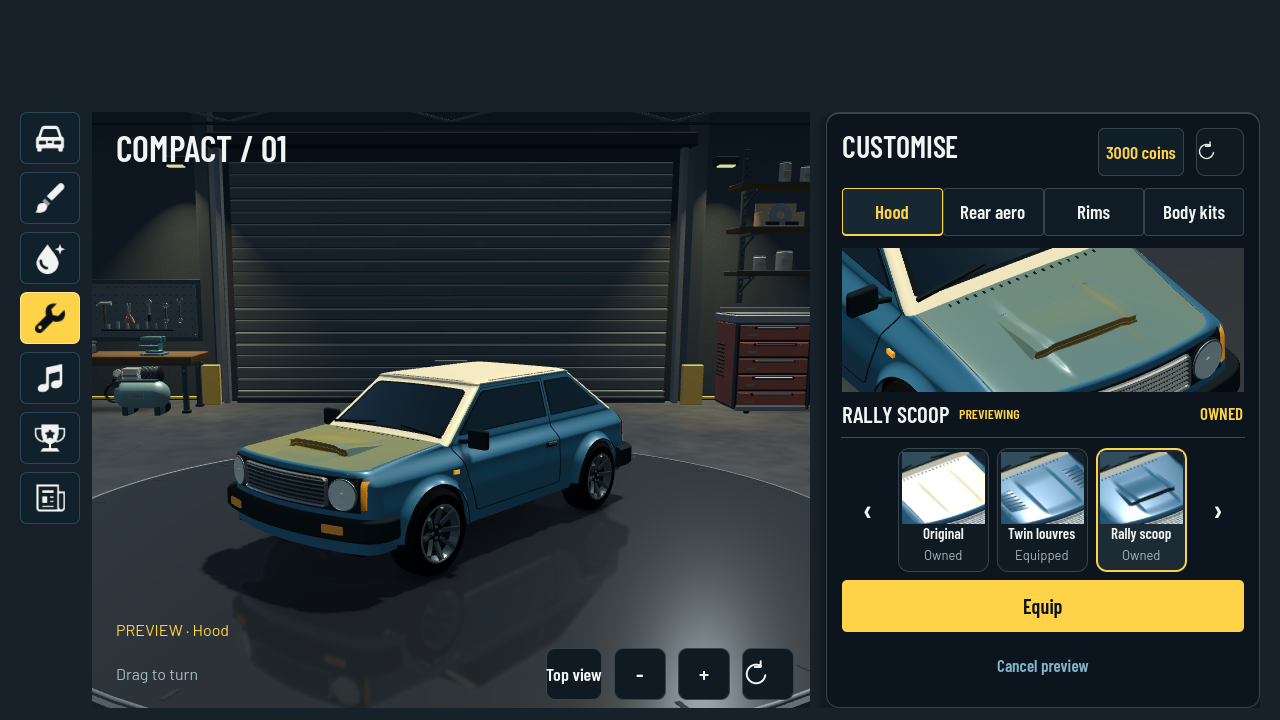 COMPACT / 01
CUSTOMISE
3000 coins
Hood
Rear aero
Rims
Body kits
RALLY SCOOP PREVIEWING OWNED
Original
Owned
Twin louvres
Equipped
Rally scoop
Owned
Equip
Cancel preview
PREVIEW · Hood
Drag to turn
Top view
-
+